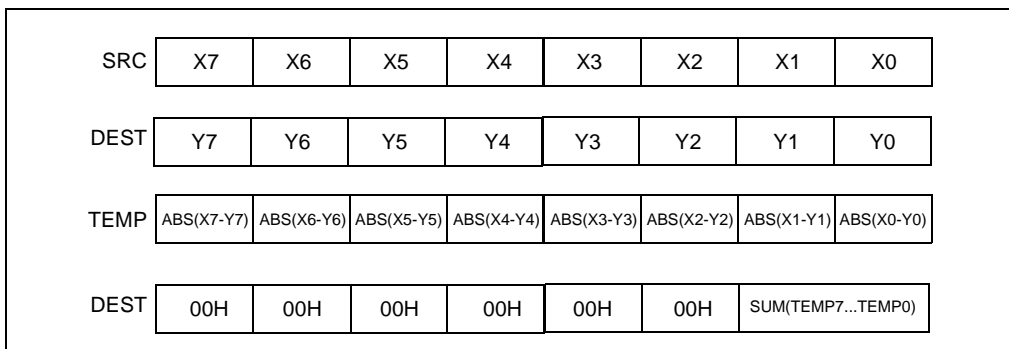 SRC X7 X6 X5 X4 X3 X2 X1 X0
DEST Y7 Y6 Y5 Y4 Y3 Y2 Y1 Y0
TEMP ABS(X7-Y7) ABS(X6-Y6) ABS(X5-Y5) ABS(X4-Y4) ABS(X3-Y3) ABS(X2-Y2) ABS(X1-Y1) ABS(X0-Y0)
DEST 00H 00H 00H 00H 00H 00H SUM(TEMP7...TEMP0)